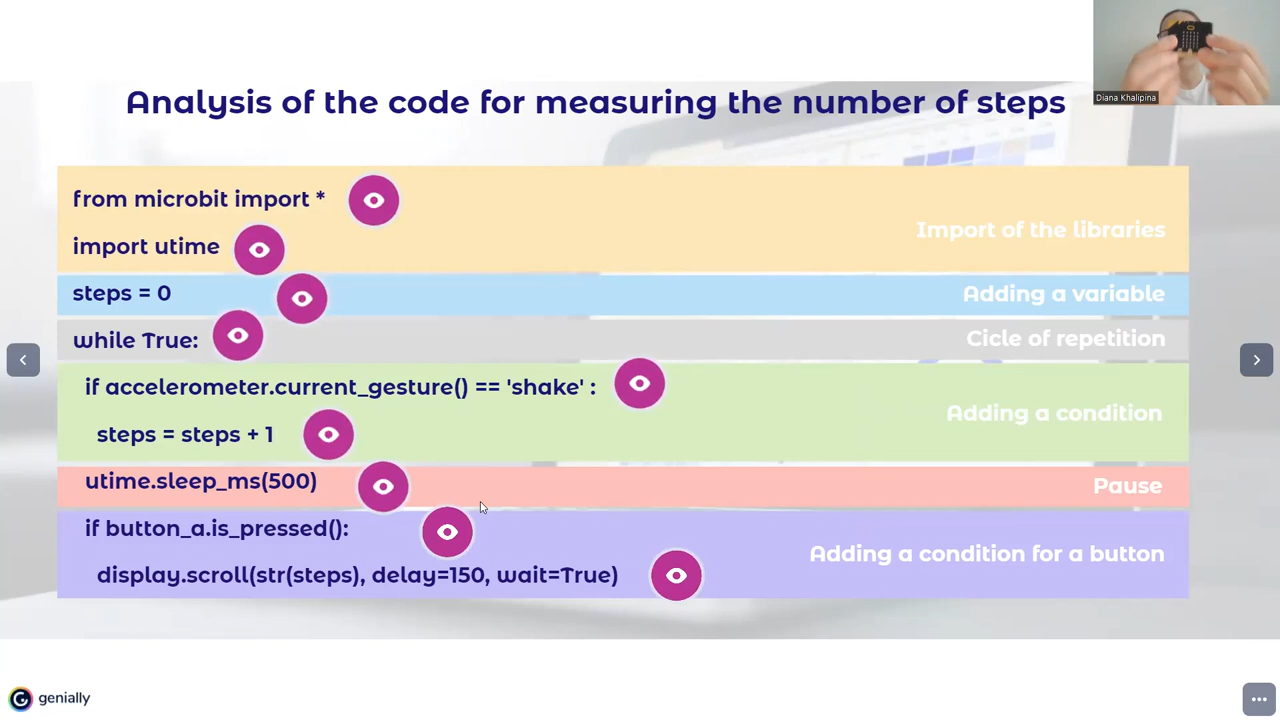 Diana Khalipina
Analysis of the code for measuring the number of steps
from microbit import *
import utime
Import of the libraries
steps = 0
Adding a variable
while True:
Cicle of repetition
if accelerometer.current_gesture() == 'shake' :
steps = steps + 1
Adding a condition
utime.sleep_ms(500)
Pause
if button_a.is_pressed():
display.scroll(str(steps), delay=150, wait=True)
Adding a condition for a button
genially